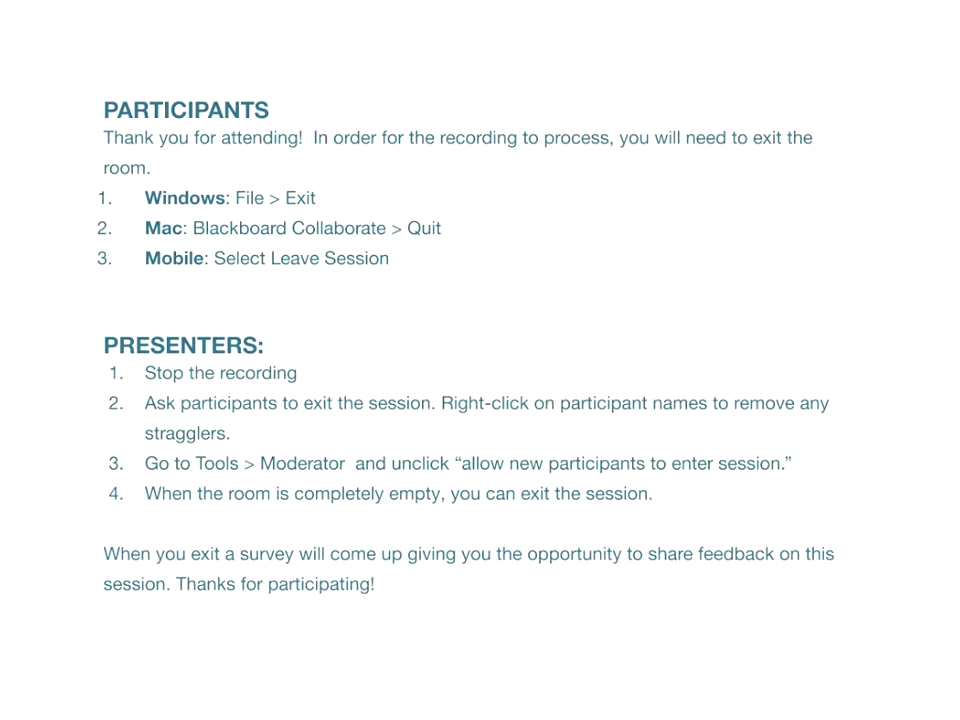 PARTICIPANTS
Thank you for attending!  In order for the recording to process, you will need to exit the
room.
1. Windows: File > Exit
2. Mac: Blackboard Collaborate > Quit
3. Mobile: Select Leave Session
PRESENTERS:
1. Stop the recording
2. Ask participants to exit the session. Right-click on participant names to remove any
stragglers.
3. Go to Tools > Moderator  and unclick “allow new participants to enter session.”
4. When the room is completely empty, you can exit the session.
When you exit a survey will come up giving you the opportunity to share feedback on this
session. Thanks for participating!